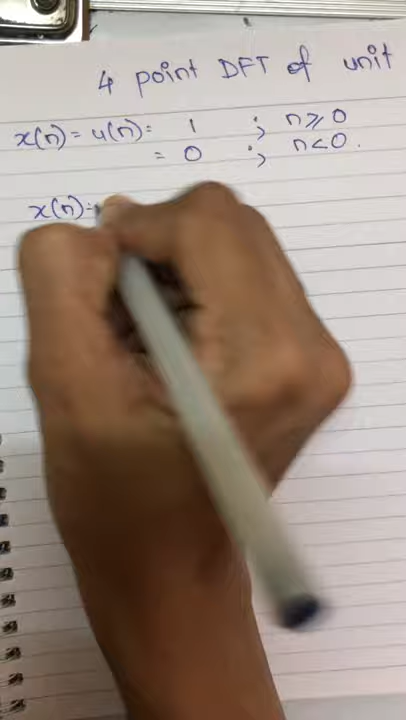 4 point DFT of unit
x(n) = u(n) = 1 ; n ≥ 0
= 0 ; n < 0.
x(n) =